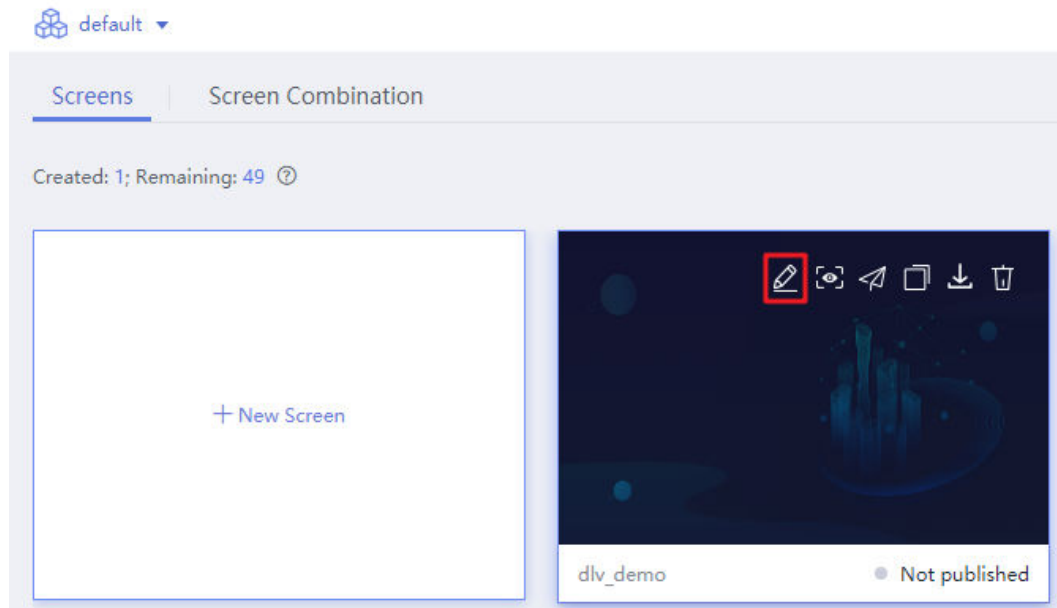 default
Screens Screen Combination
Created: 1; Remaining: 49
+ New Screen
dlv_demo Not published